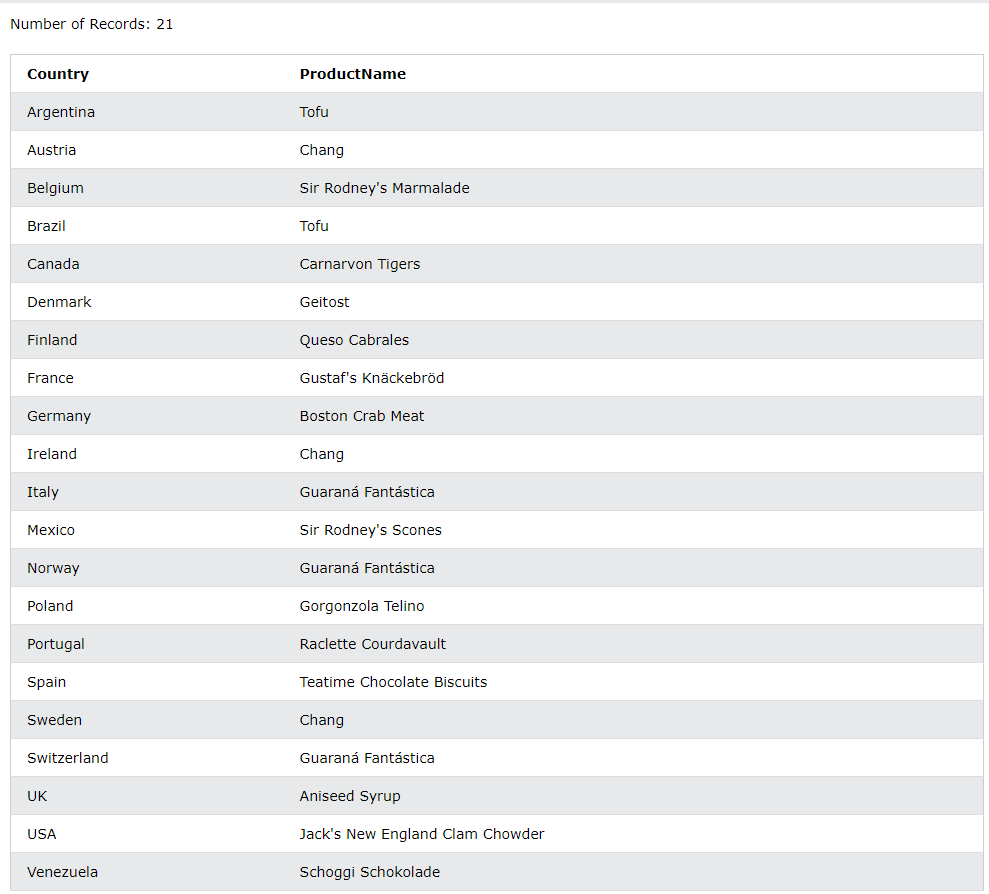 Number of Records: 21
Country ProductName
Argentina Tofu
Austria Chang
Belgium Sir Rodney's Marmalade
Brazil Tofu
Canada Carnarvon Tigers
Denmark Geitost
Finland Queso Cabrales
France Gustaf's Knäckebröd
Germany Boston Crab Meat
Ireland Chang
Italy Guaraná Fantástica
Mexico Sir Rodney's Scones
Norway Guaraná Fantástica
Poland Gorgonzola Telino
Portugal Raclette Courdavault
Spain Teatime Chocolate Biscuits
Sweden Chang
Switzerland Guaraná Fantástica
UK Aniseed Syrup
USA Jack's New England Clam Chowder
Venezuela Schoggi Schokolade